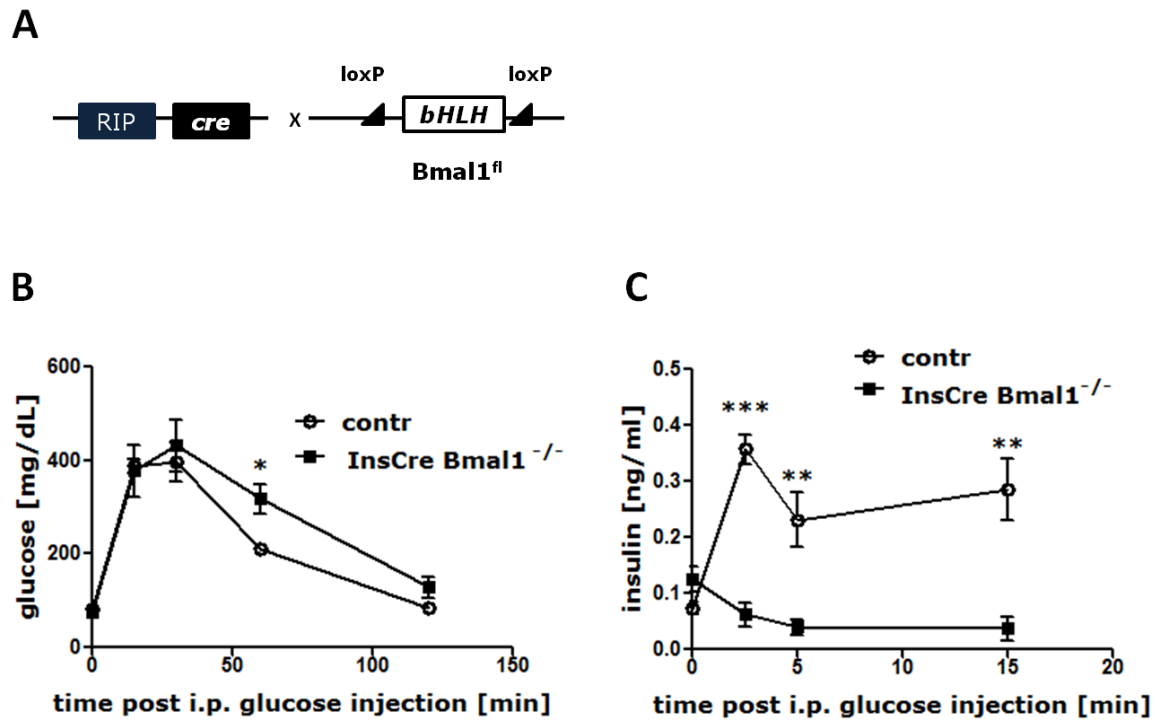 A
loxP loxP
RIP cre x bHLH
Bmal1fl
B
600
400
200
0
0 50 100 150
glucose [mg/dL]
time post i.p. glucose injection [min]
contr
InsCre Bmal1-/-
*
C
0.5
0.4
0.3
0.2
0.1
0.0
0 5 10 15 20
insulin [ng/ml]
time post i.p. glucose injection [min]
contr
InsCre Bmal1-/-
***
**
**